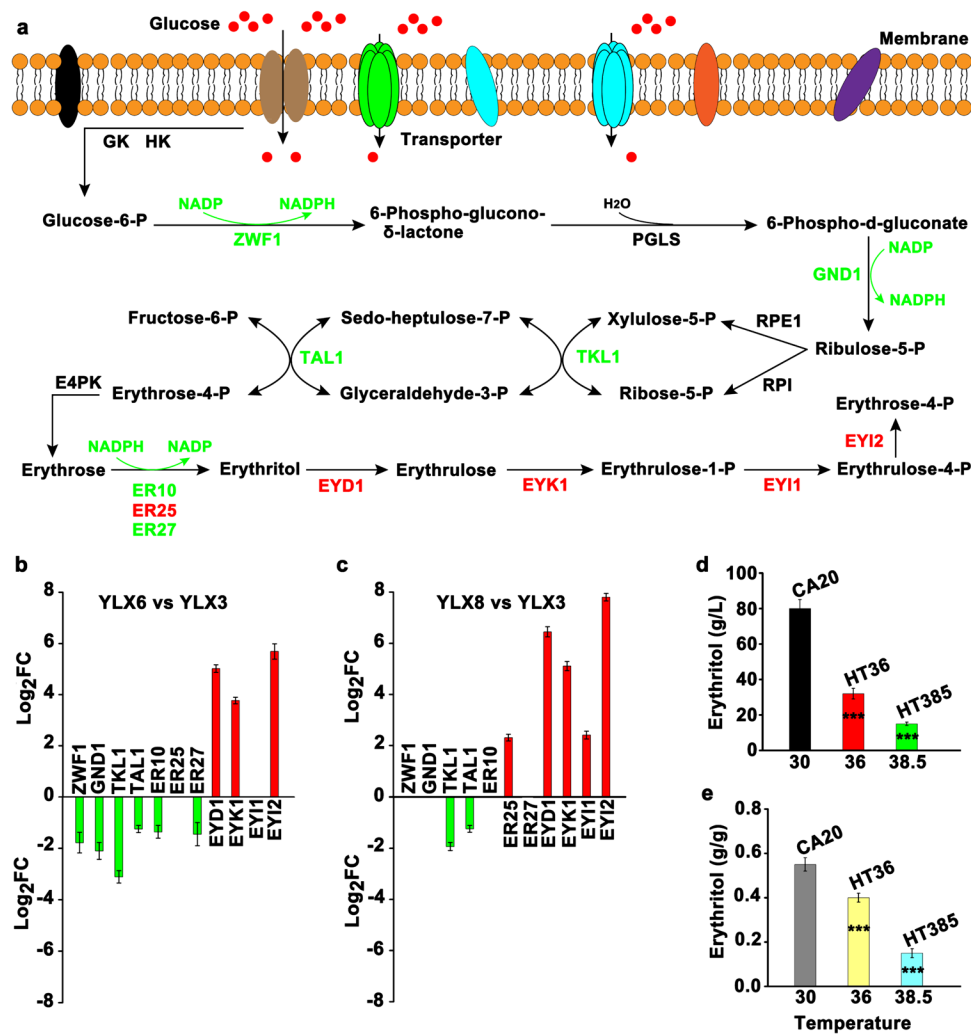 a
Glucose
Membrane
Transporter
GK HK
Glucose-6-P
NADP
NADPH
ZWF1
6-Phospho-glucono-
δ-lactone
H₂O
PGLS
6-Phospho-d-gluconate
GND1
NADP
NADPH
Fructose-6-P
Sedo-heptulose-7-P
Xylulose-5-P
RPE1
TAL1
TKL1
Ribulose-5-P
E4PK
Erythrose-4-P
Glyceraldehyde-3-P
Ribose-5-P
RPI
Erythrose-4-P
NADPH
NADP
EYI2
Erythrose
Erythritol
Erythrulose
Erythrulose-1-P
Erythrulose-4-P
EYD1
EYK1
EYI1
ER10
ER25
ER27
b
YLX6 vs YLX3
8
6
4
2
0
-2
-4
-6
-8
Log₂FC
Log₂FC
ZWF1
GND1
TKL1
TAL1
ER10
ER25
ER27
EYD1
EYK1
EYI1
EYI2
c
YLX8 vs YLX3
8
6
4
2
0
-2
-4
-6
-8
Log₂FC
Log₂FC
ZWF1
GND1
TKL1
TAL1
ER10
ER25
ER27
EYD1
EYK1
EYI1
EYI2
d
Erythritol (g/L)
100
80
60
40
20
0
CA20
HT36
HT385
***
***
30 36 38.5
e
Erythritol (g/g)
0.6
0.4
0.2
0.0
CA20
HT36
HT385
***
***
30 36 38.5
Temperature